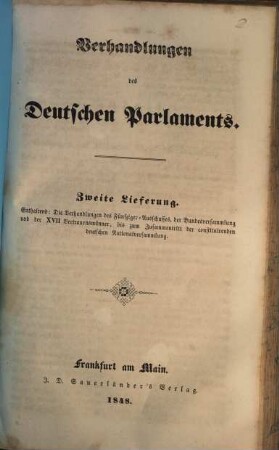 2
Verhandlungen
des
Deutschen Parlaments.
Zweite Lieferung.
Enthaltend: Die Verhandlungen des Fünfziger-Ausschusses, der Bundesversammlung
und der XVII Vertrauensmänner, bis zum Zusammentritt der constituirenden
deutschen Nationalversammlung.
Frankfurt am Main.
J. D. Sauerländer's Verlag.
1848.